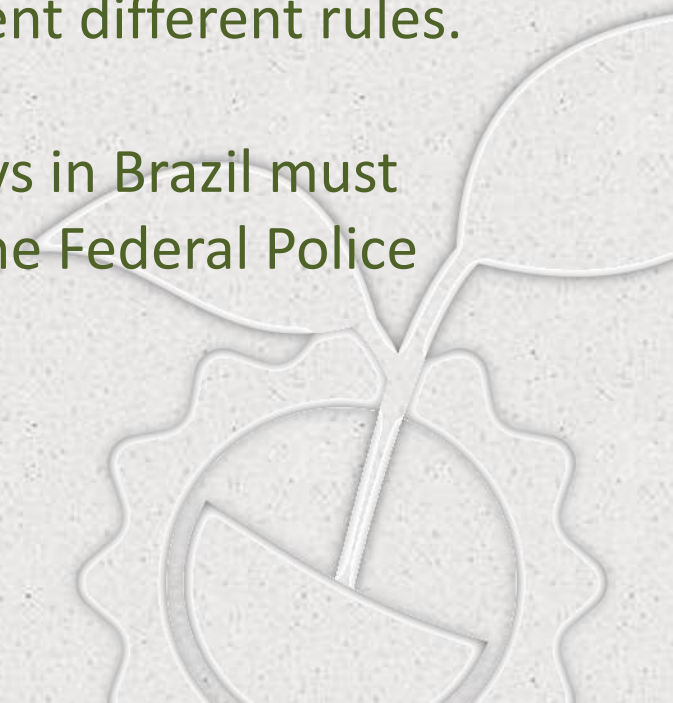 ent different rules.
ys in Brazil must
he Federal Police